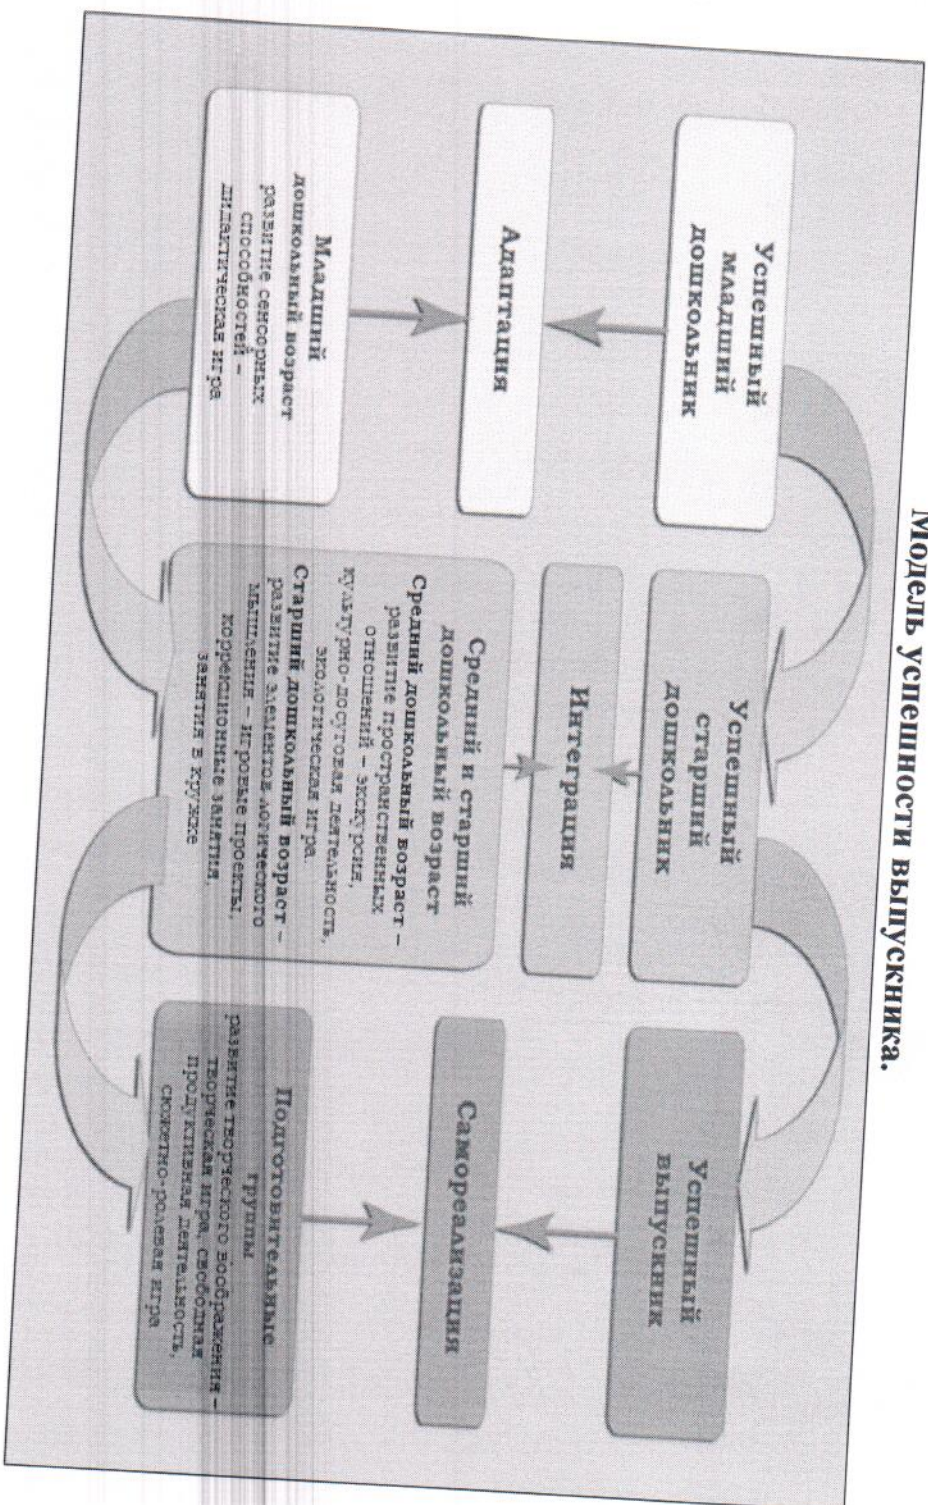 Модель успешности выпускника.
Успешный
младший
дошкольник
Успешный
старший
дошкольник
Успешный
выпускник
Адаптация
Интеграция
Самореализация
Младший
дошкольный возраст
развитие сенсорных
способностей –
дидактическая игра
Средний и старший
дошкольный возраст
Средний дошкольный возраст –
развитие пространственных
отношений – экскурсия,
культурно-досуговая деятельность,
экологическая игра.
Старший дошкольный возраст –
развитие элементов логического
мышления – игровые проекты,
коррекционные занятия,
занятия в кружке
Подготовительные
группы
развитие творческого воображения –
творческая игра, свободная
продуктивная деятельность,
сюжетно-ролевая игра